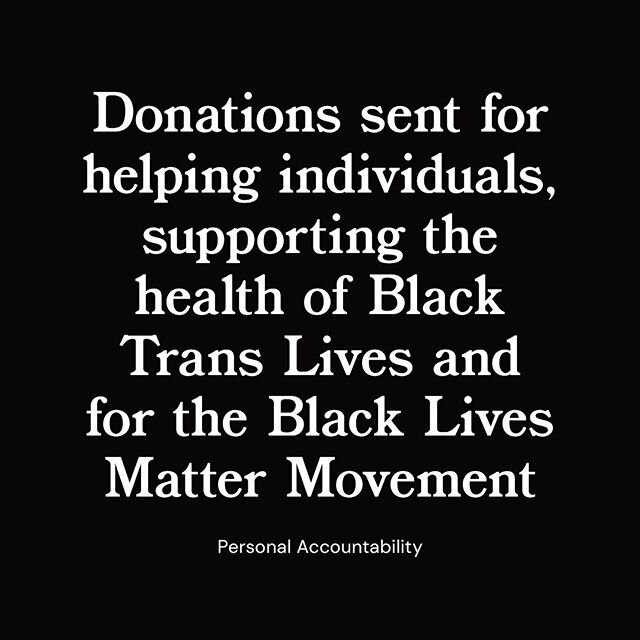 Donations sent for
helping individuals,
supporting the
health of Black
Trans Lives and
for the Black Lives
Matter Movement
Personal Accountability